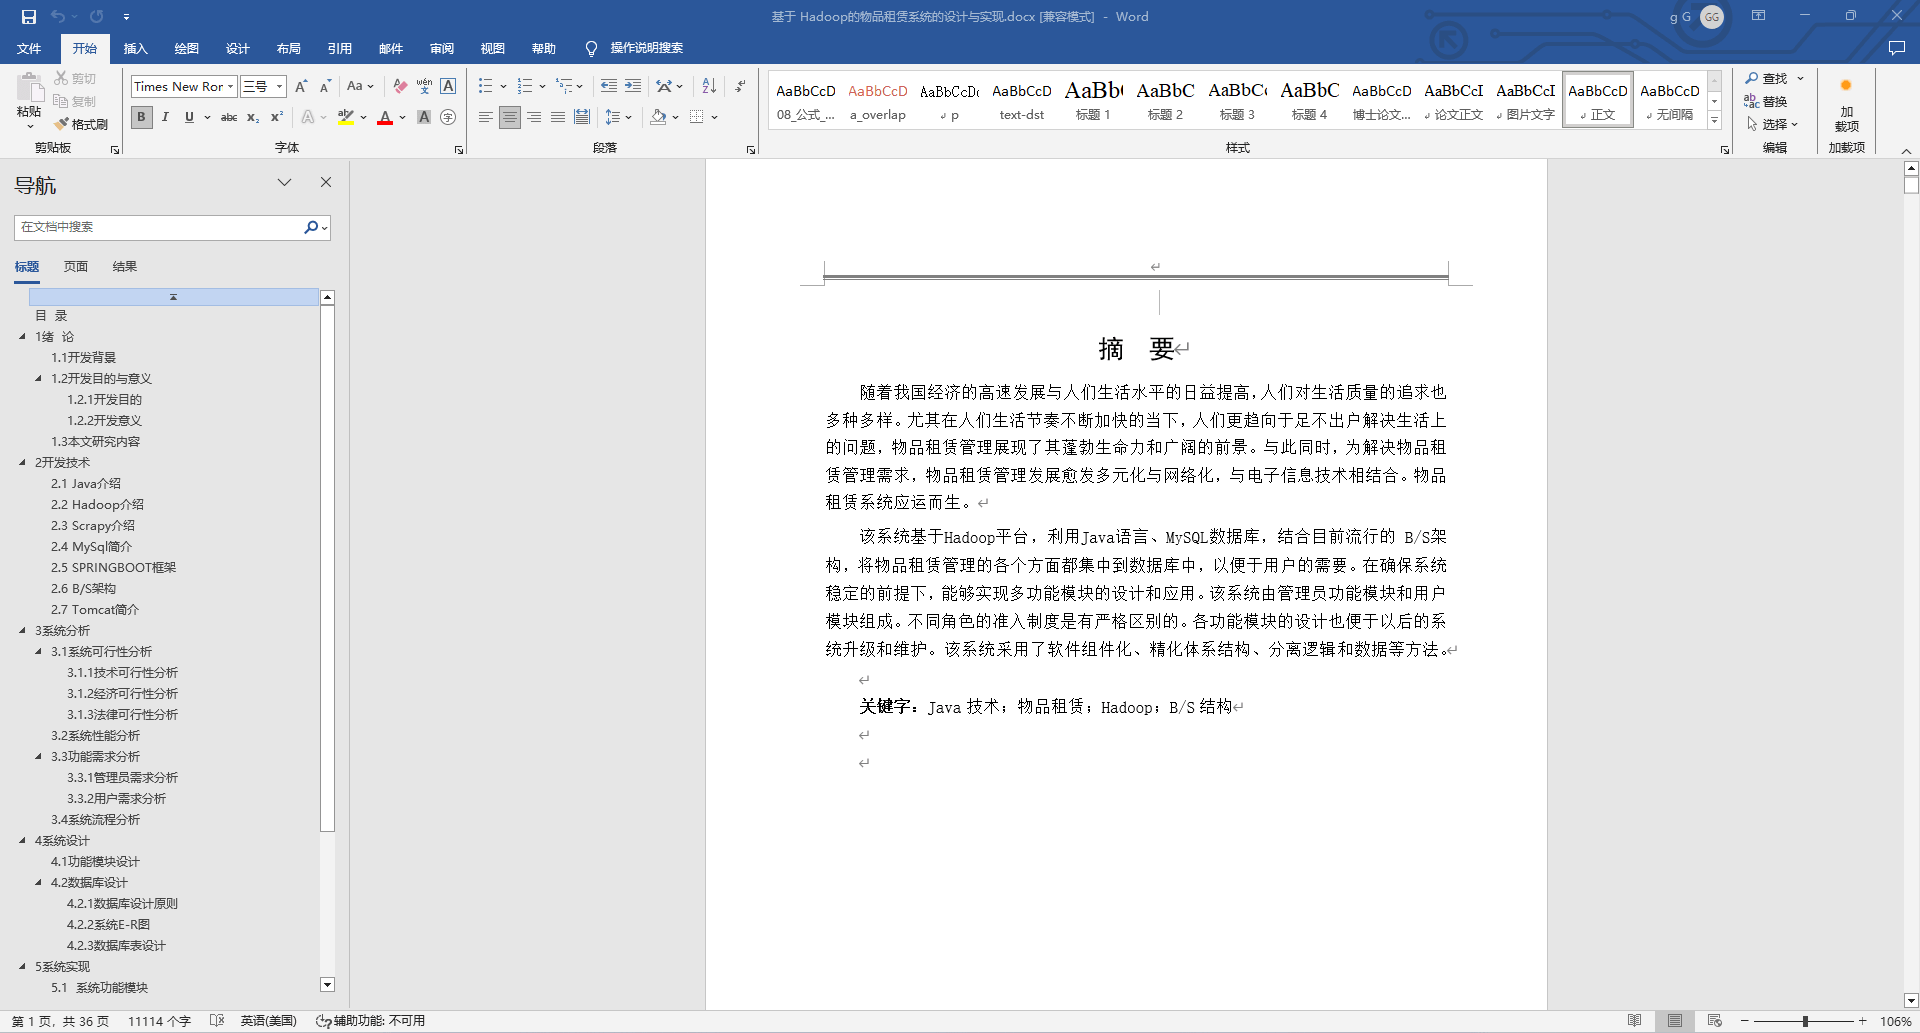 基于 Hadoop的物品租赁系统的设计与实现.docx [兼容模式] - Word
g G
GG
文件 开始 插入 绘图 设计 布局 引用 邮件 审阅 视图 帮助 操作说明搜索
粘贴
剪切
复制
格式刷
剪贴板
Times New Ror 三号
字体
段落
AaBbCcD 08_公式_...
AaBbCcD a_overlap
AaBbCcDc p
AaBbCcD text-dst
AaBb 标题 1
AaBbC 标题 2
AaBbC 标题 3
AaBbC 标题 4
AaBbCcD 博士论文...
AaBbCcI 论文正文
AaBbCcI 图片文字
AaBbCcD 正文
AaBbCcD 无间隔
样式
查找
替换
选择
编辑
加
载项
加载项
导航
在文档中搜索
标题 页面 结果
目 录
1绪 论
1.1开发背景
1.2开发目的与意义
1.2.1开发目的
1.2.2开发意义
1.3本文研究内容
2开发技术
2.1 Java介绍
2.2 Hadoop介绍
2.3 Scrapy介绍
2.4 MySql简介
2.5 SPRINGBOOT框架
2.6 B/S架构
2.7 Tomcat简介
3系统分析
3.1系统可行性分析
3.1.1技术可行性分析
3.1.2经济可行性分析
3.1.3法律可行性分析
3.2系统性能分析
3.3功能需求分析
3.3.1管理员需求分析
3.3.2用户需求分析
3.4系统流程分析
4系统设计
4.1功能模块设计
4.2数据库设计
4.2.1数据库设计原则
4.2.2系统E-R图
4.2.3数据库表设计
5系统实现
5.1 系统功能模块
摘 要
随着我国经济的高速发展与人们生活水平的日益提高，人们对生活质量的追求也
多种多样。尤其在人们生活节奏不断加快的当下，人们更趋向于足不出户解决生活上
的问题，物品租赁管理展现了其蓬勃生命力和广阔的前景。与此同时，为解决物品租
赁管理需求，物品租赁管理发展愈发多元化与网络化，与电子信息技术相结合。物品
租赁系统应运而生。
该系统基于Hadoop平台，利用Java语言、MySQL数据库，结合目前流行的 B/S架
构，将物品租赁管理的各个方面都集中到数据库中，以便于用户的需要。在确保系统
稳定的前提下，能够实现多功能模块的设计和应用。该系统由管理员功能模块和用户
模块组成。不同角色的准入制度是有严格区别的。各功能模块的设计也便于以后的系
统升级和维护。该系统采用了软件组件化、精化体系结构、分离逻辑和数据等方法。
关键字：Java 技术；物品租赁；Hadoop；B/S 结构
第 1 页，共 36 页 11114 个字 英语(美国) 辅助功能: 不可用 106%